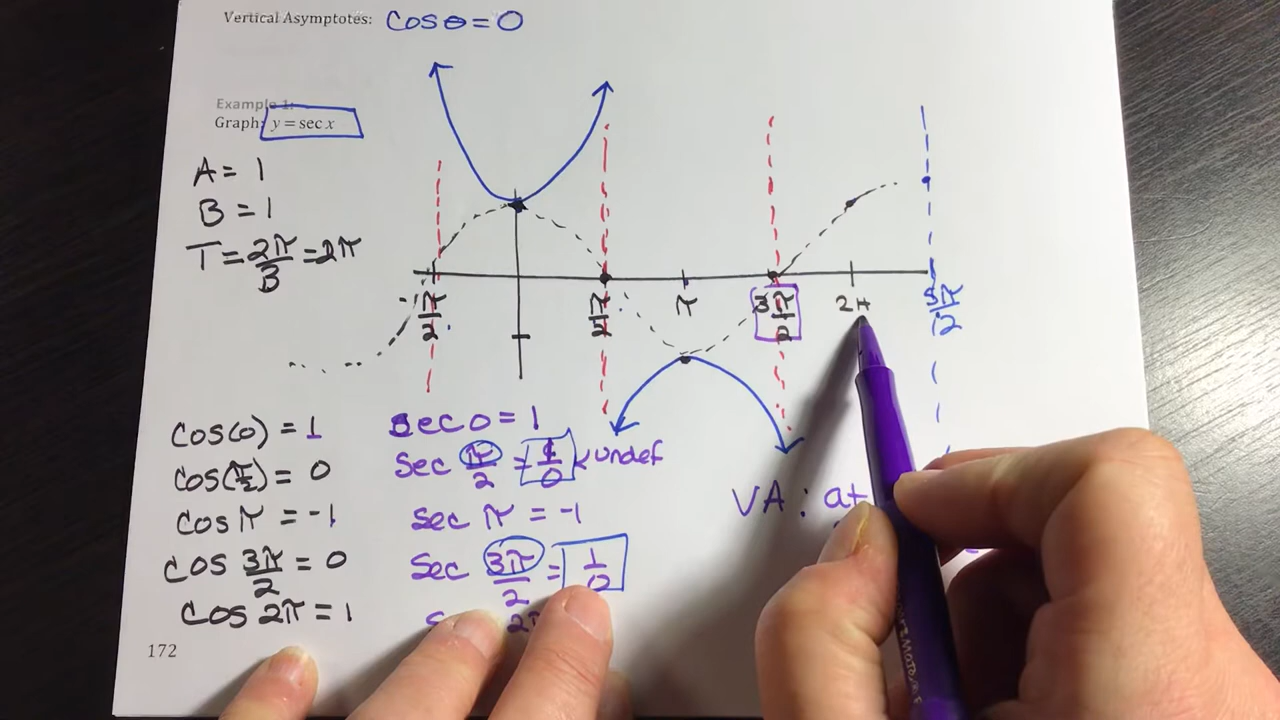 Vertical Asymptotes: cos θ = 0
Example 1:
Graph: y = sec x
A = 1
B = 1
T = 2π/B = 2π
π/2 π/2 π 3π/2 2π 5π/12
cos(0) = 1
cos(π/2) = 0
cos π = -1
cos 3π/2 = 0
cos 2π = 1
sec 0 = 1
sec π/2 = 1/0 undef
sec π = -1
sec 3π/2 = 1/0
VA: at
172